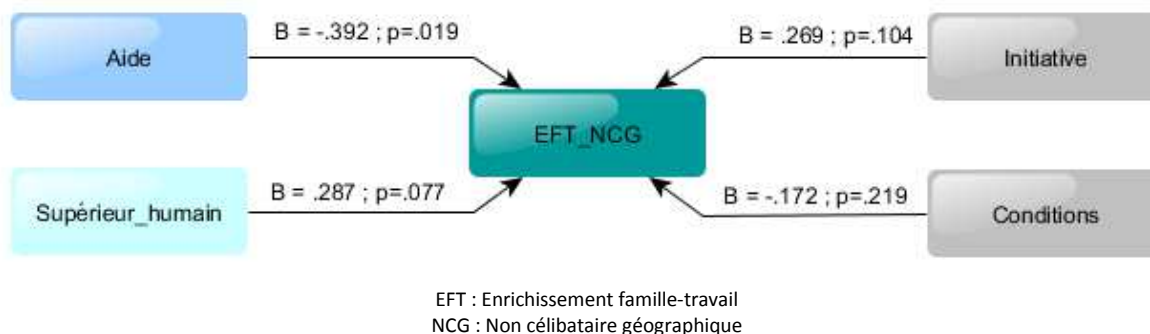 B = -.392 ; p=.019
B = .269 ; p=.104
Aide
Initiative
EFT_NCG
B = .287 ; p=.077
B = -.172 ; p=.219
Supérieur_humain
Conditions
EFT : Enrichissement famille-travail
NCG : Non célibataire géographique